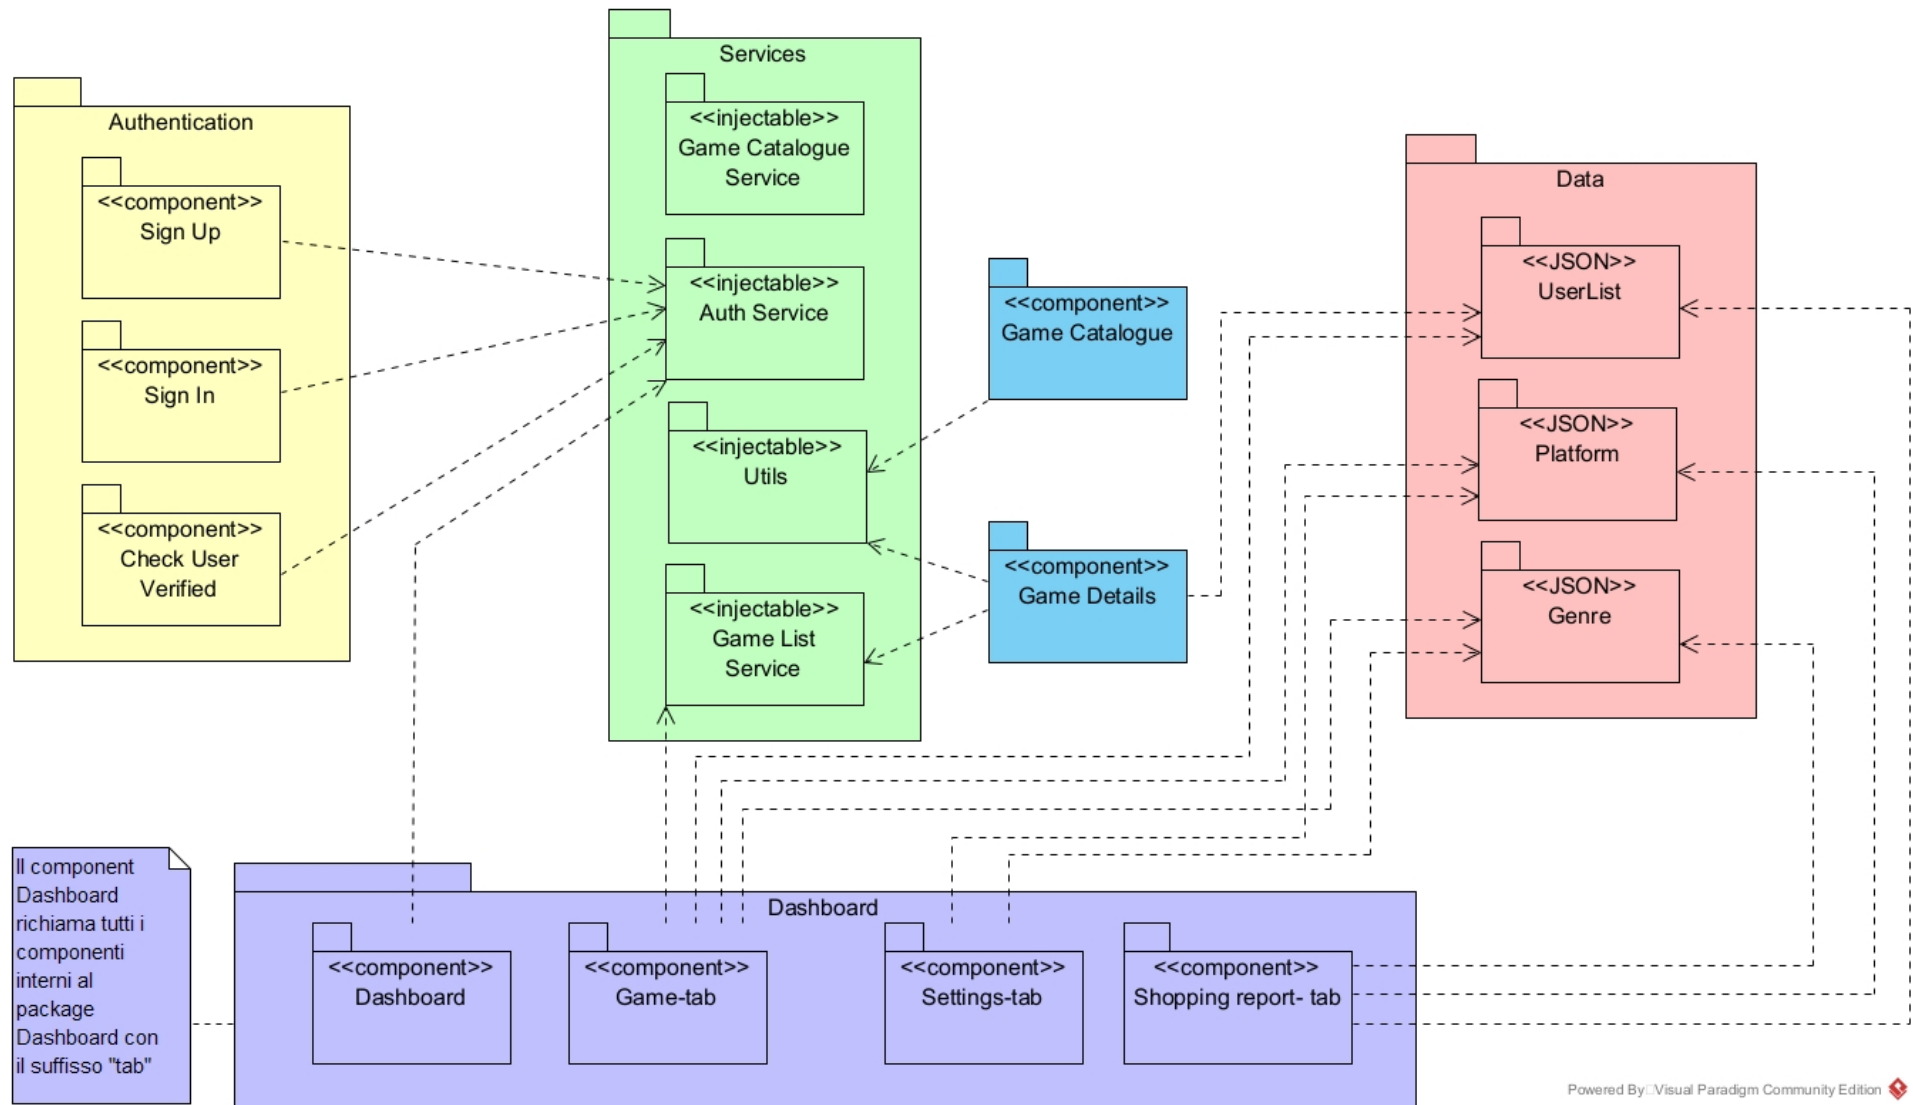 Services
<<injectable>>
Game Catalogue
Service
<<injectable>>
Auth Service
<<injectable>>
Utils
<<injectable>>
Game List
Service
Authentication
<<component>>
Sign Up
<<component>>
Sign In
<<component>>
Check User
Verified
<<component>>
Game Catalogue
<<component>>
Game Details
Data
<<JSON>>
UserList
<<JSON>>
Platform
<<JSON>>
Genre
Il component
Dashboard
richiama tutti i
componenti
interni al
package
Dashboard con
il suffisso "tab"
Dashboard
<<component>>
Dashboard
<<component>>
Game-tab
<<component>>
Settings-tab
<<component>>
Shopping report- tab
Powered By Visual Paradigm Community Edition